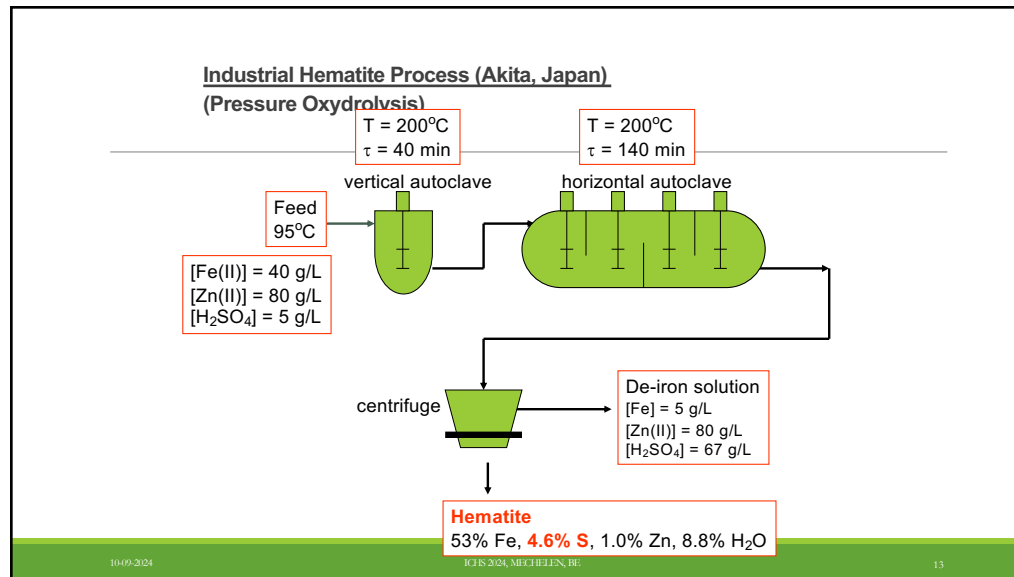 Industrial Hematite Process (Akita, Japan)
(Pressure Oxydrolysis)
T = 200°C
τ = 40 min
T = 200°C
τ = 140 min
vertical autoclave
horizontal autoclave
Feed
95°C
[Fe(II)] = 40 g/L
[Zn(II)] = 80 g/L
[H₂SO₄] = 5 g/L
centrifuge
De-iron solution
[Fe] = 5 g/L
[Zn(II)] = 80 g/L
[H₂SO₄] = 67 g/L
Hematite
53% Fe, 4.6% S, 1.0% Zn, 8.8% H₂O
10-09-2024
ICHS 2024, MECHELEN, BE
13